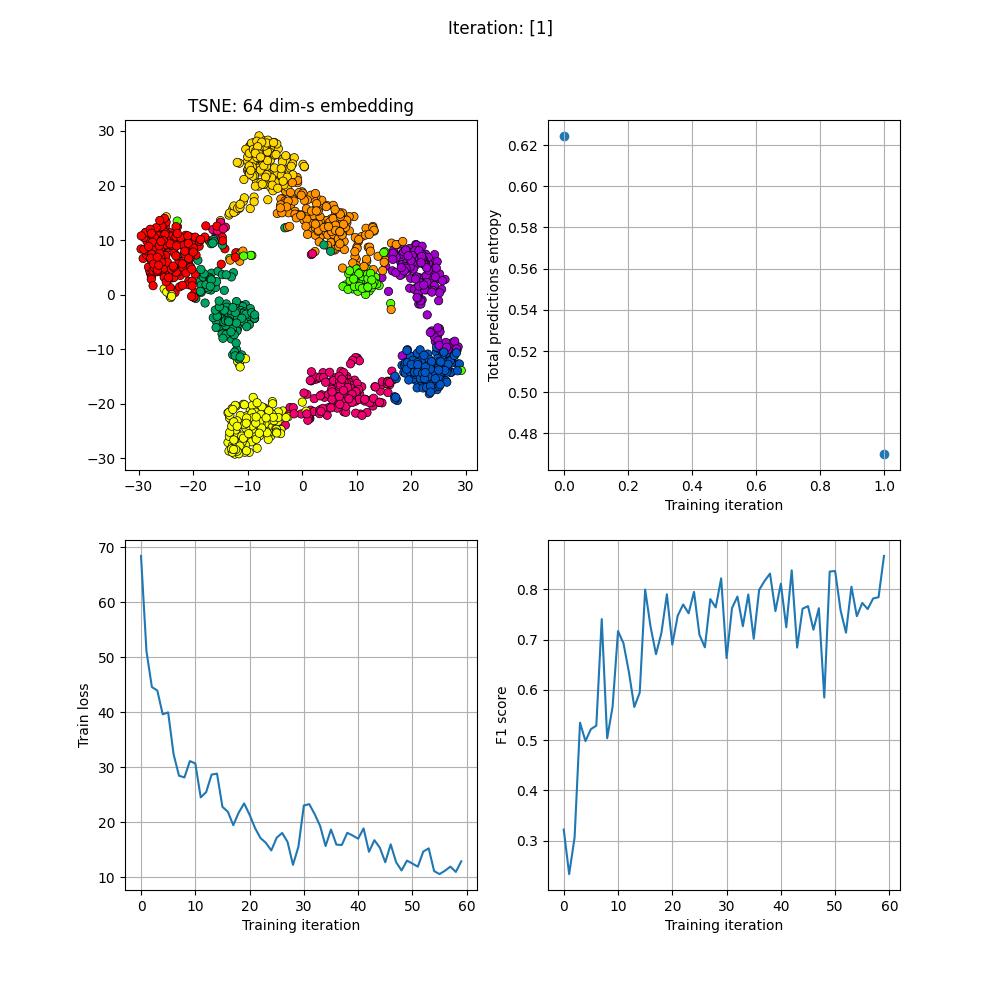 Iteration: [1]
TSNE: 64 dim-s embedding
30
20
10
0
−10
−20
−30
−30 −20 −10 0 10 20 30
Total predictions entropy
0.62
0.60
0.58
0.56
0.54
0.52
0.50
0.48
0.0 0.2 0.4 0.6 0.8 1.0
Training iteration
Train loss
70
60
50
40
30
20
10
0 10 20 30 40 50 60
Training iteration
F1 score
0.8
0.7
0.6
0.5
0.4
0.3
0 10 20 30 40 50 60
Training iteration